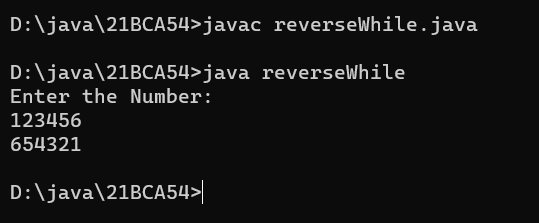 D:\java\21BCA54>javac reverseWhile.java
D:\java\21BCA54>java reverseWhile
Enter the Number:
123456
654321
D:\java\21BCA54>